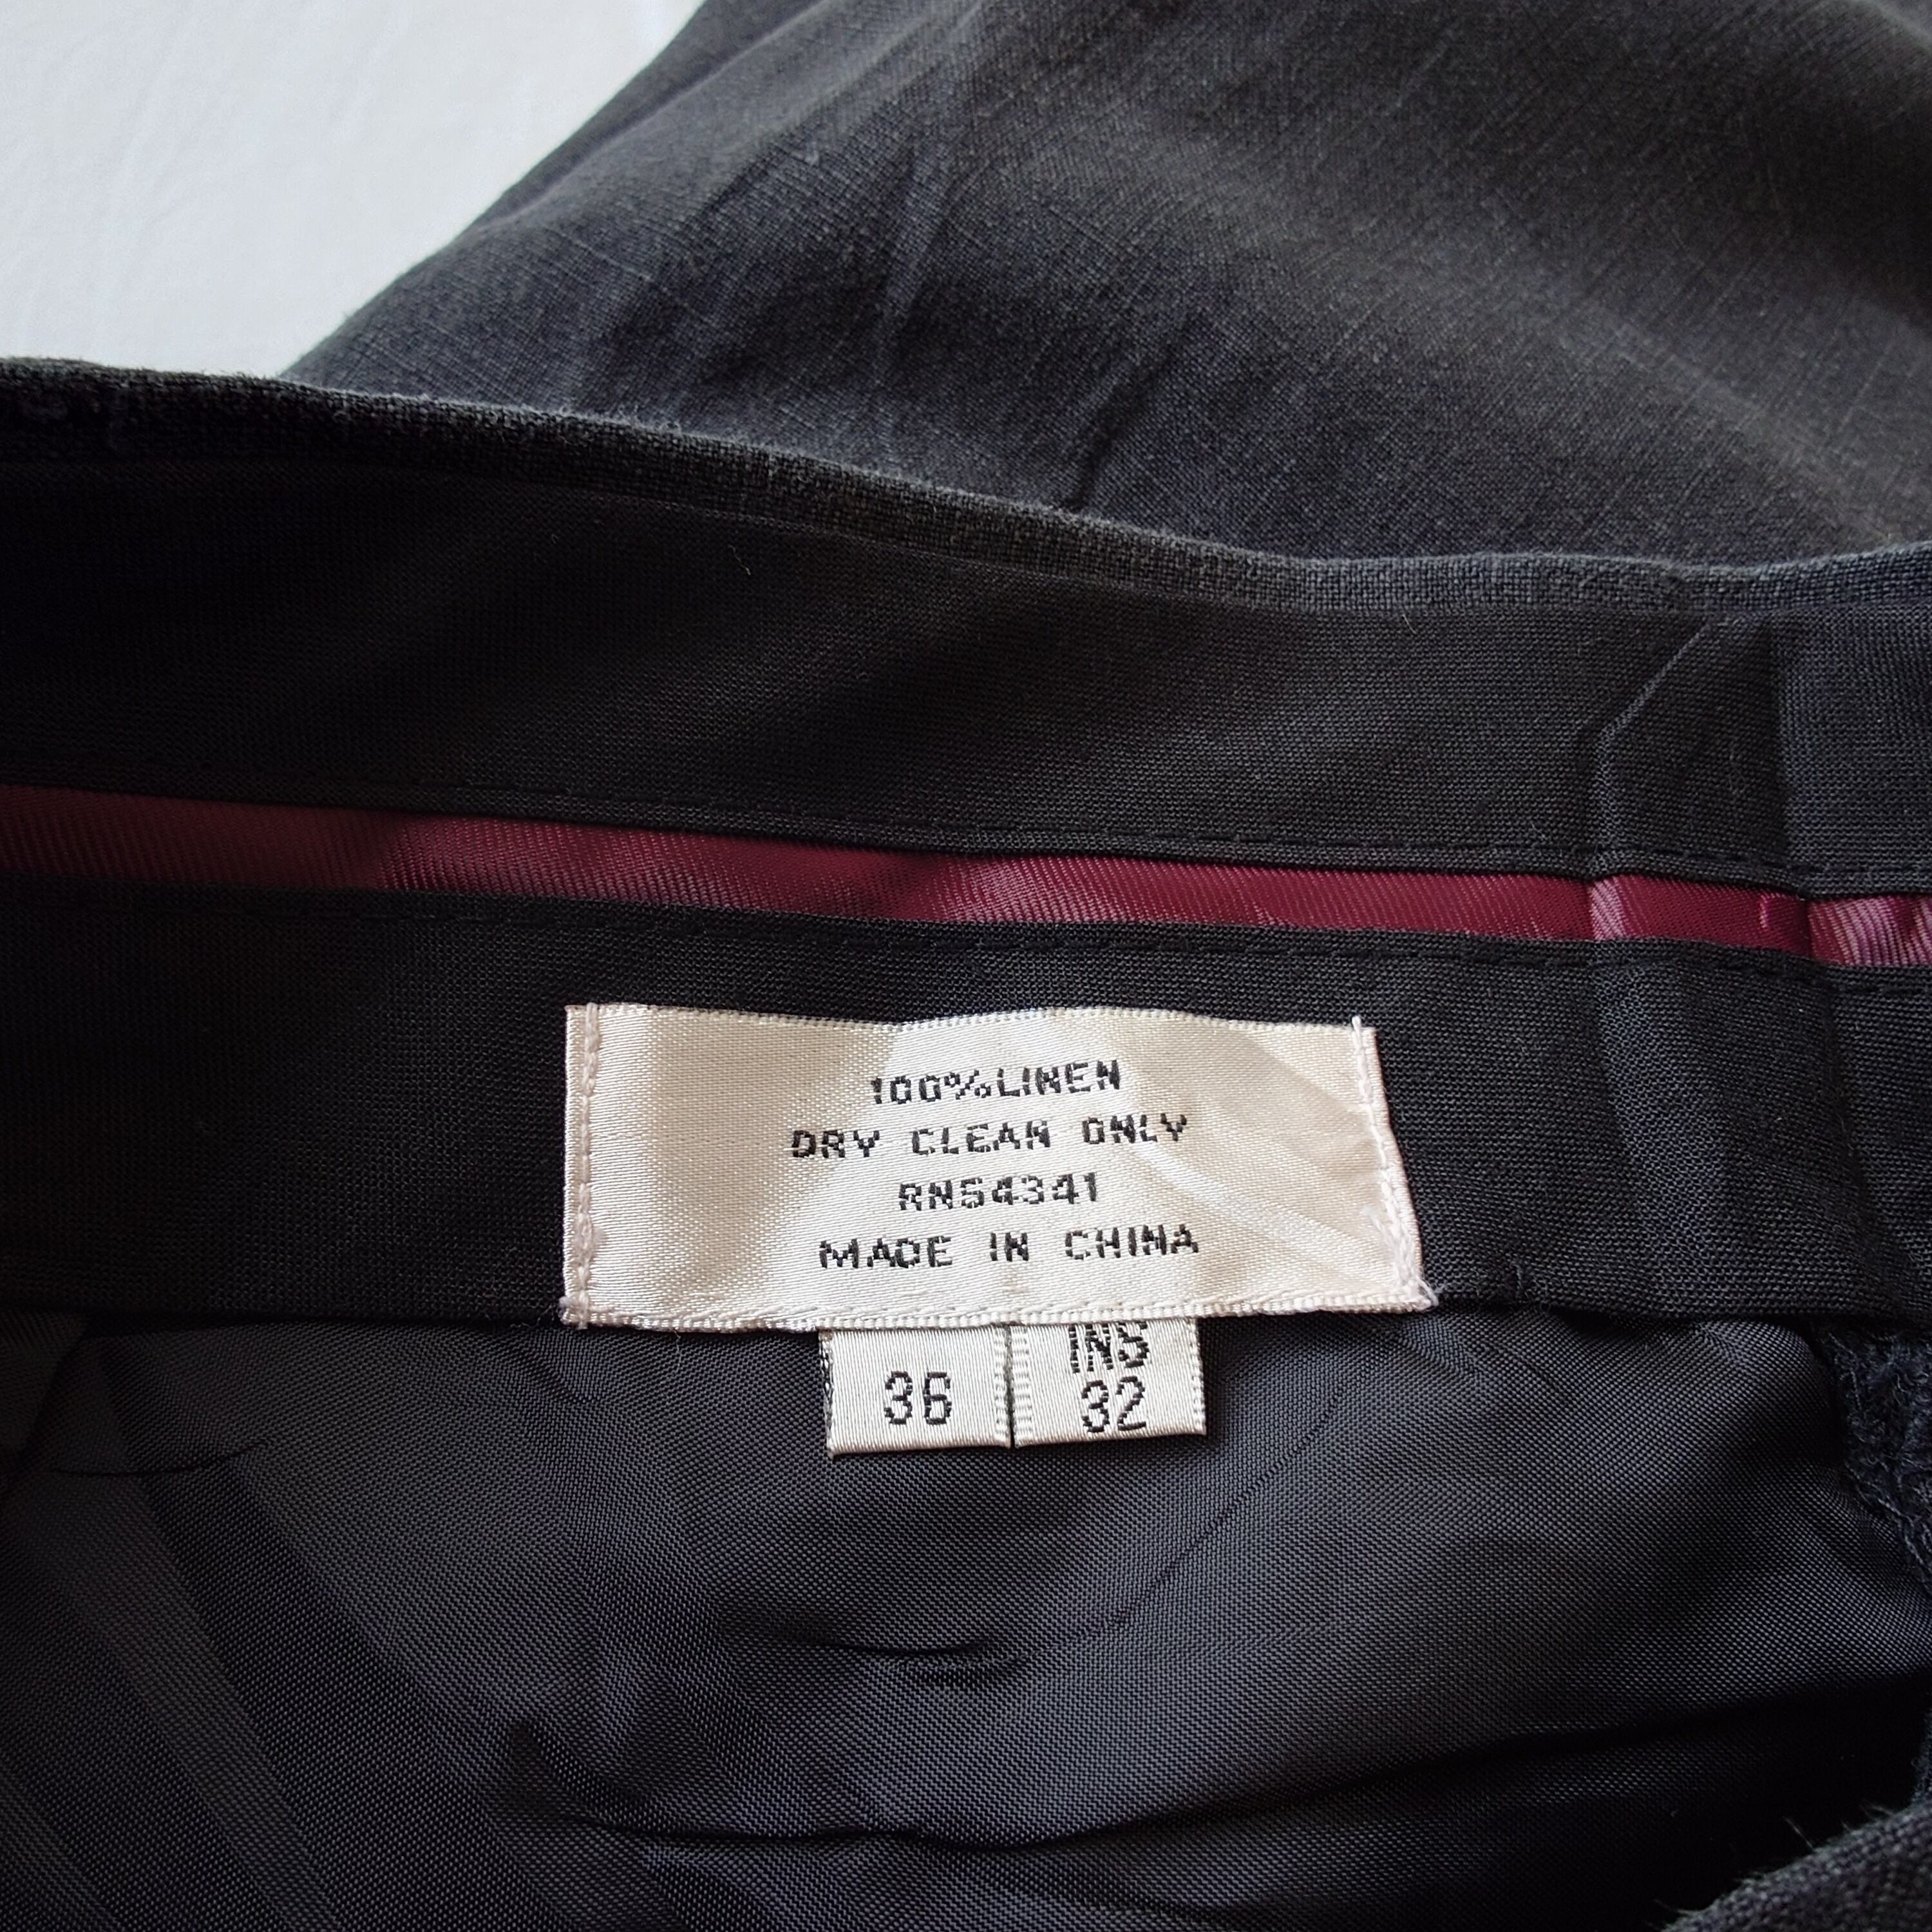 100%LINEN
DRY CLEAN ONLY
RN54341
MADE IN CHINA
36
INS
32